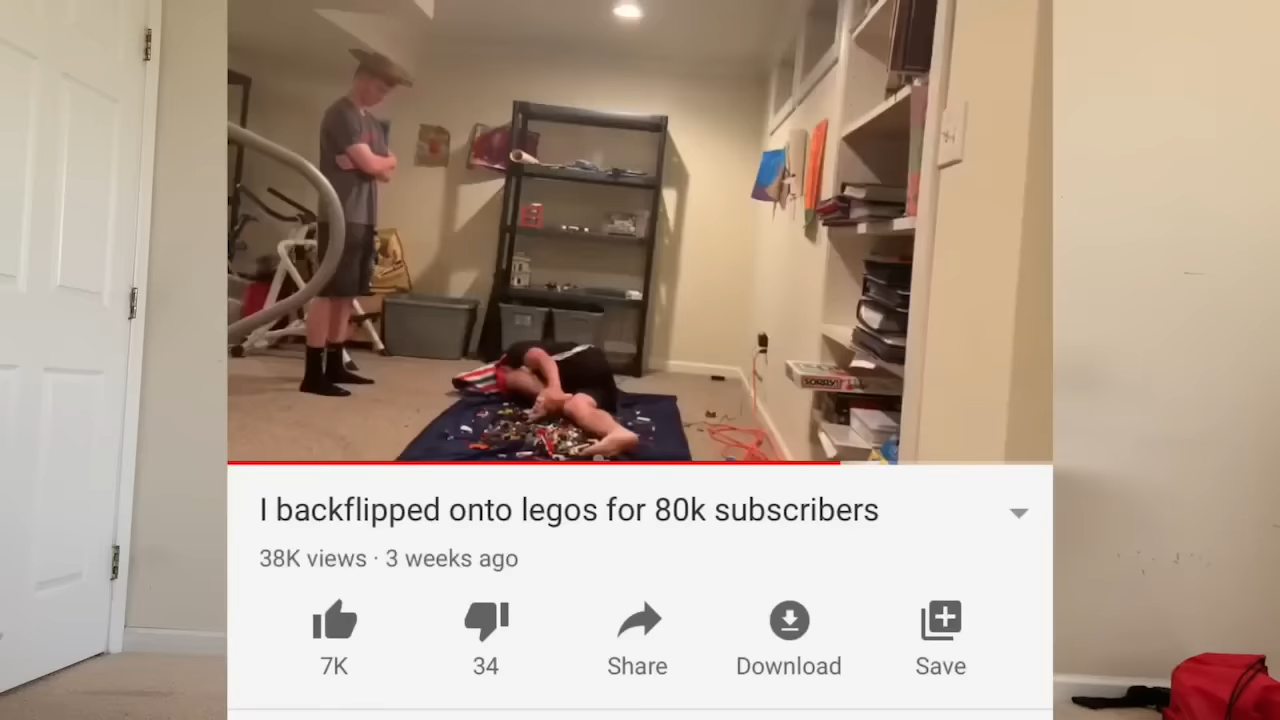 SORRY!
I backflipped onto legos for 80k subscribers
38K views · 3 weeks ago
7K
34
Share
Download
Save